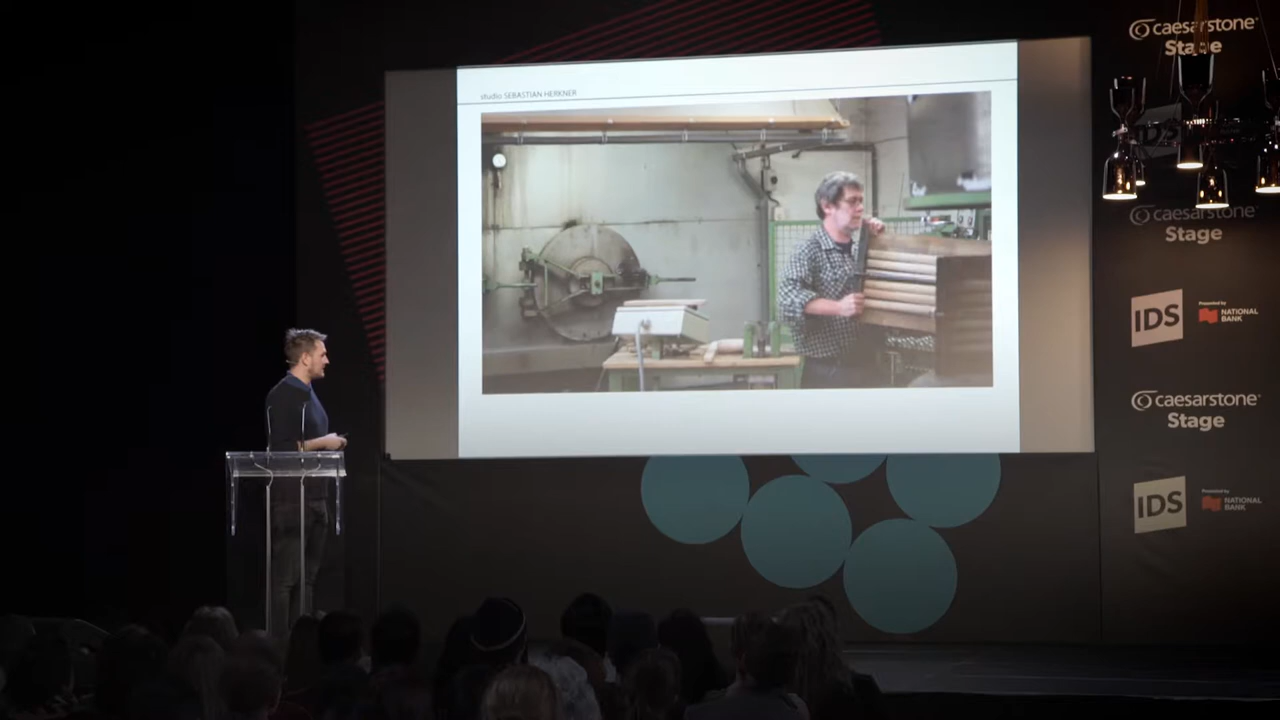 caesarstone
Stage
studio SEBASTIAN HERKNER
IDS
caesarstone
Stage
IDS
Presented by
NATIONAL
BANK
caesarstone
Stage
IDS
Presented by
NATIONAL
BANK